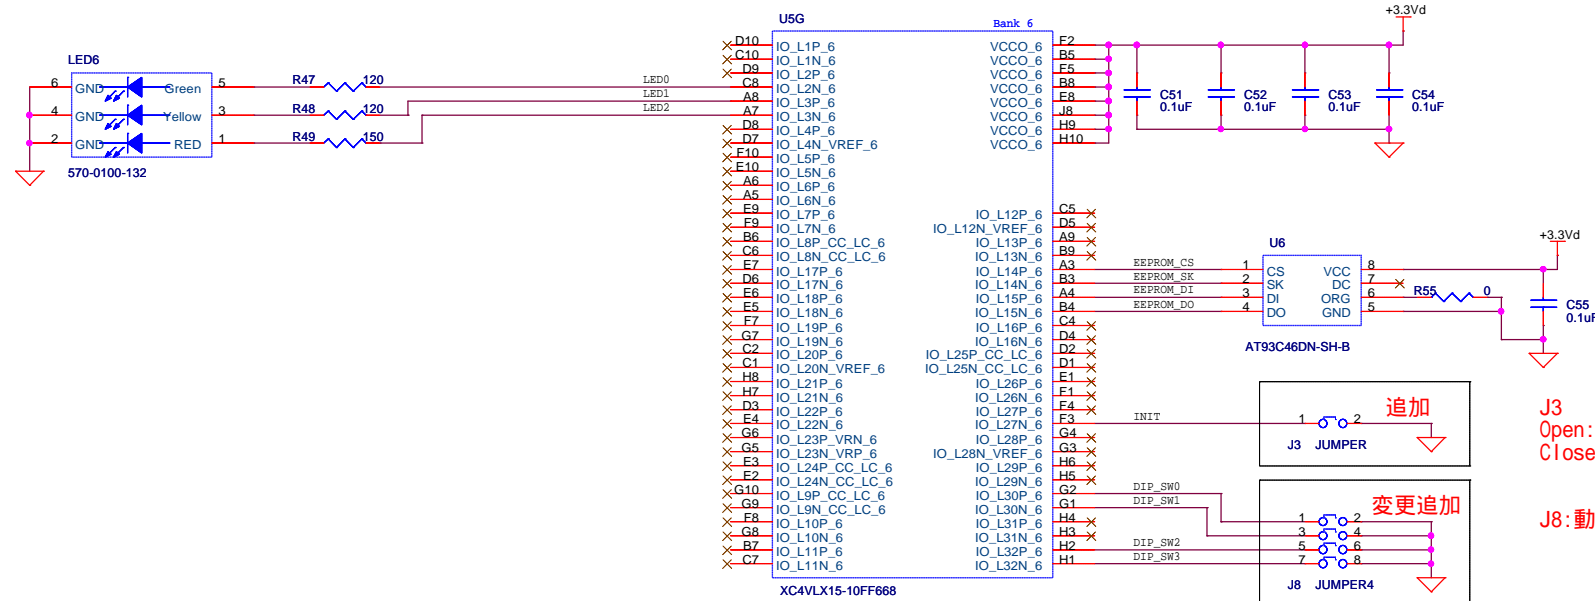 U5G
Bank 6
+3.3Vd
LED6
6 GND Green 5 R47 120 LED0
4 GND Yellow 3 R48 120 LED1
2 GND RED 1 R49 150 LED2
570-0100-132
D10 IO_L1P_6
C10 IO_L1N_6
D9 IO_L2P_6
C8 IO_L2N_6
A8 IO_L3P_6
A7 IO_L3N_6
D8 IO_L4P_6
D7 IO_L4N_VREF_6
F10 IO_L5P_6
E10 IO_L5N_6
A6 IO_L6P_6
A5 IO_L6N_6
E9 IO_L7P_6
F9 IO_L7N_6
B6 IO_L8P_CC_LC_6
C6 IO_L8N_CC_LC_6
E7 IO_L17P_6
D6 IO_L17N_6
E6 IO_L18P_6
E5 IO_L18N_6
F7 IO_L19P_6
G7 IO_L19N_6
C2 IO_L20P_6
C1 IO_L20N_VREF_6
H8 IO_L21P_6
H7 IO_L21N_6
D3 IO_L22P_6
E4 IO_L22N_6
G6 IO_L23P_VRN_6
G5 IO_L23N_VRP_6
E3 IO_L24P_CC_LC_6
E2 IO_L24N_CC_LC_6
G10 IO_L9P_CC_LC_6
G9 IO_L9N_CC_LC_6
F8 IO_L10P_6
G8 IO_L10N_6
B7 IO_L11P_6
C7 IO_L11N_6
XC4VLX15-10FF668
VCCO_6 F2
VCCO_6 B5
VCCO_6 F5
VCCO_6 B8
VCCO_6 E8
VCCO_6 J8
VCCO_6 H9
VCCO_6 H10
C51 0.1uF
C52 0.1uF
C53 0.1uF
C54 0.1uF
IO_L12P_6 C5
IO_L12N_VREF_6 D5
IO_L13P_6 A9
IO_L13N_6 B9
IO_L14P_6 A3 EEPROM_CS
IO_L14N_6 B3 EEPROM_SK
IO_L15P_6 A4 EEPROM_DI
IO_L15N_6 B4 EEPROM_DO
IO_L16P_6 C4
IO_L16N_6 D4
IO_L25P_CC_LC_6 D2
IO_L25N_CC_LC_6 D1
IO_L26P_6 E1
IO_L26N_6 F1
IO_L27P_6 F4
IO_L27N_6 F3 INIT
IO_L28P_6 G4
IO_L28N_VREF_6 G3
IO_L29P_6 H6
IO_L29N_6 H5
IO_L30P_6 G2 DIP_SW0
IO_L30N_6 G1 DIP_SW1
IO_L31P_6 H4
IO_L31N_6 H3
IO_L32P_6 H2 DIP_SW2
IO_L32N_6 H1 DIP_SW3
U6
+3.3Vd
1 CS VCC 8
2 SK DC 7
3 DI ORG 6 R55 0
4 DO GND 5
C55
0.1uF
AT93C46DN-SH-B
追加
1 2
J3 JUMPER
J3
Open:
Close
変更追加
1 2
3 4
5 6
7 8
J8 JUMPER4
J8:動